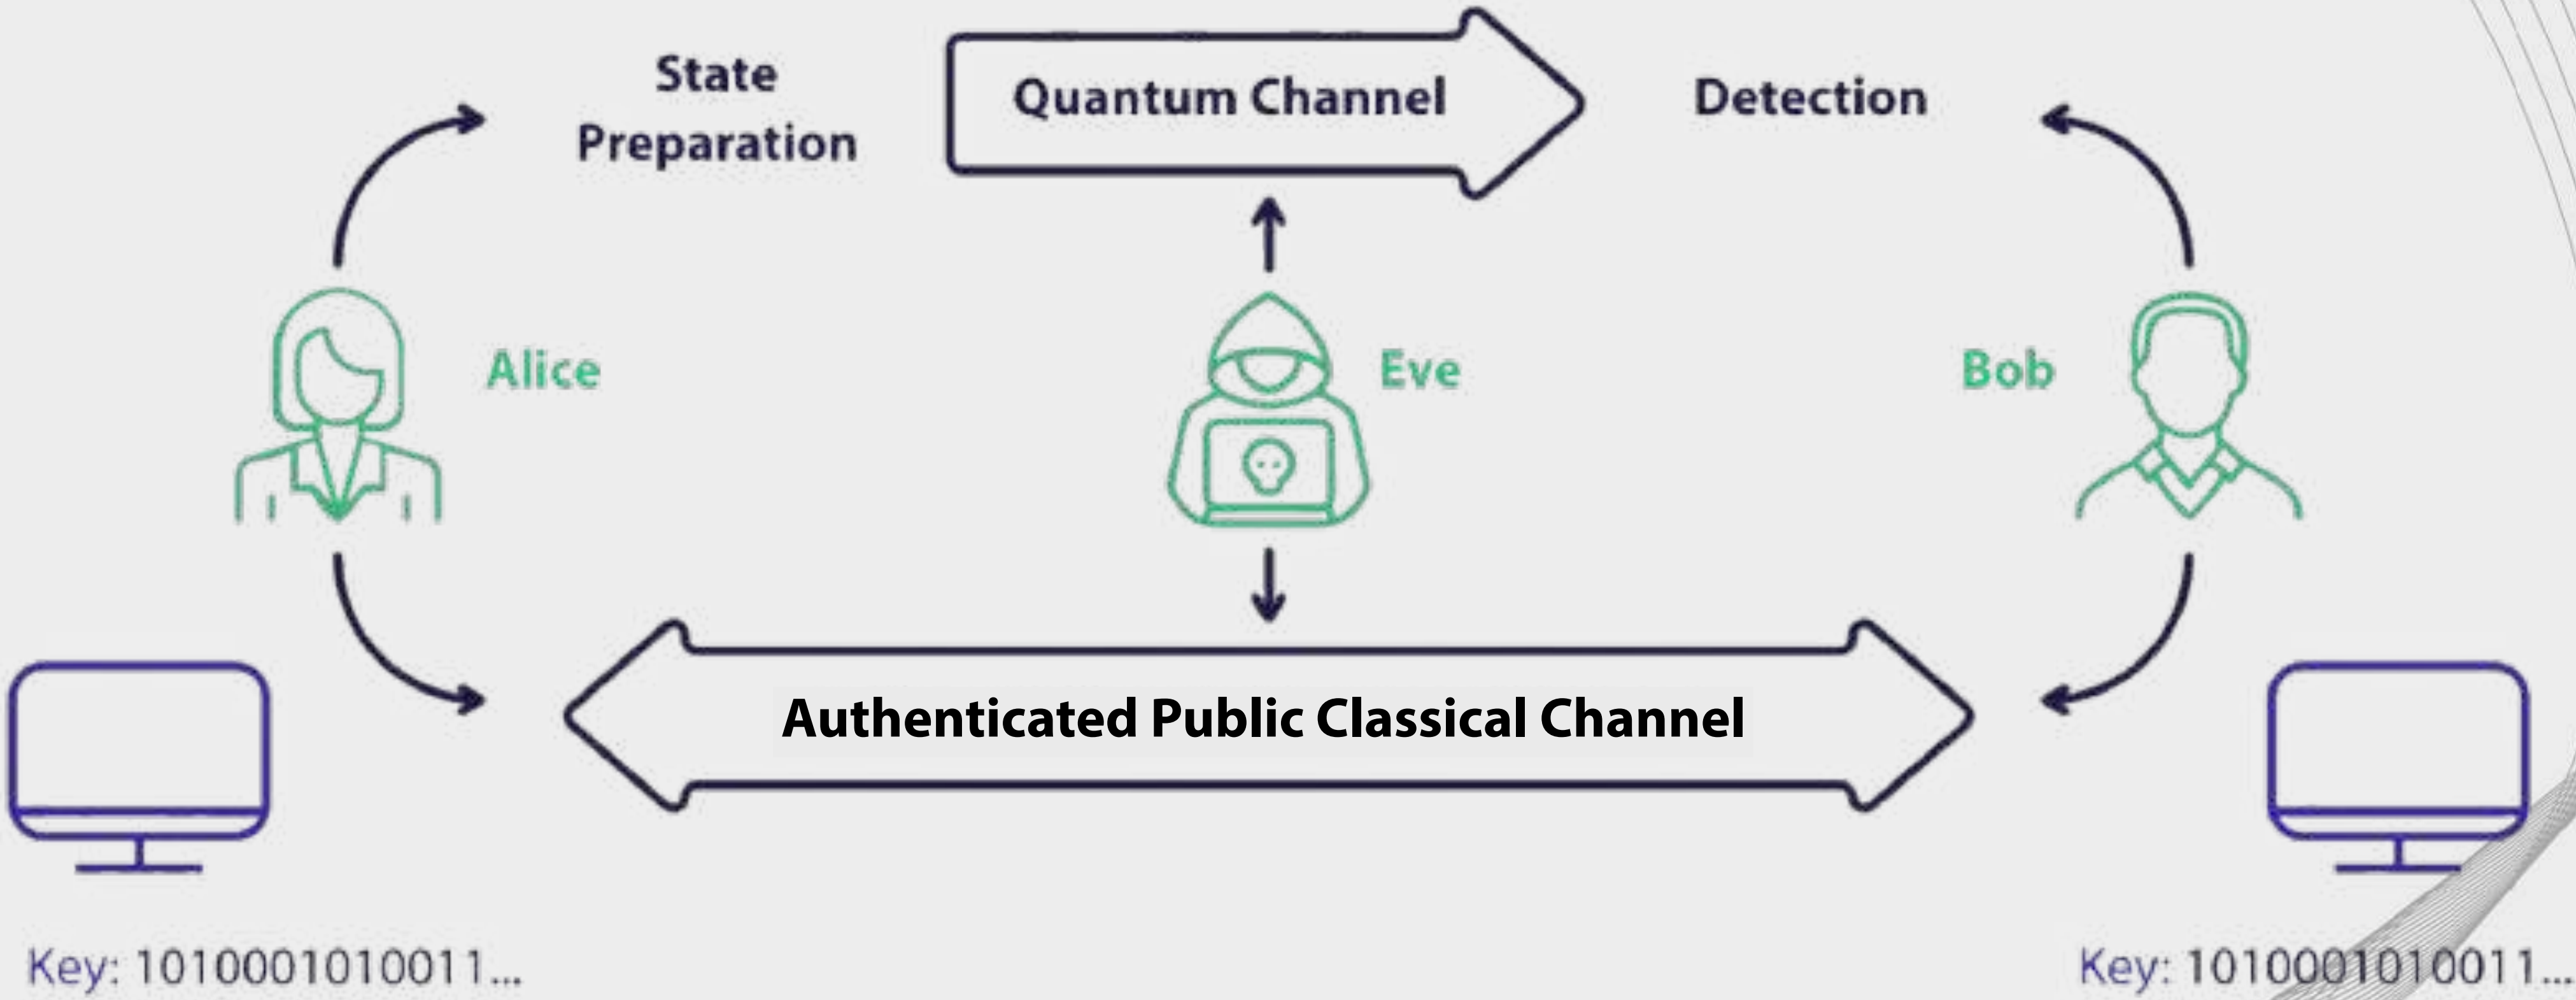 State
Preparation
Quantum Channel
Detection
Alice
Eve
Bob
Authenticated Public Classical Channel
Key: 1010001010011...
Key: 1010001010011...